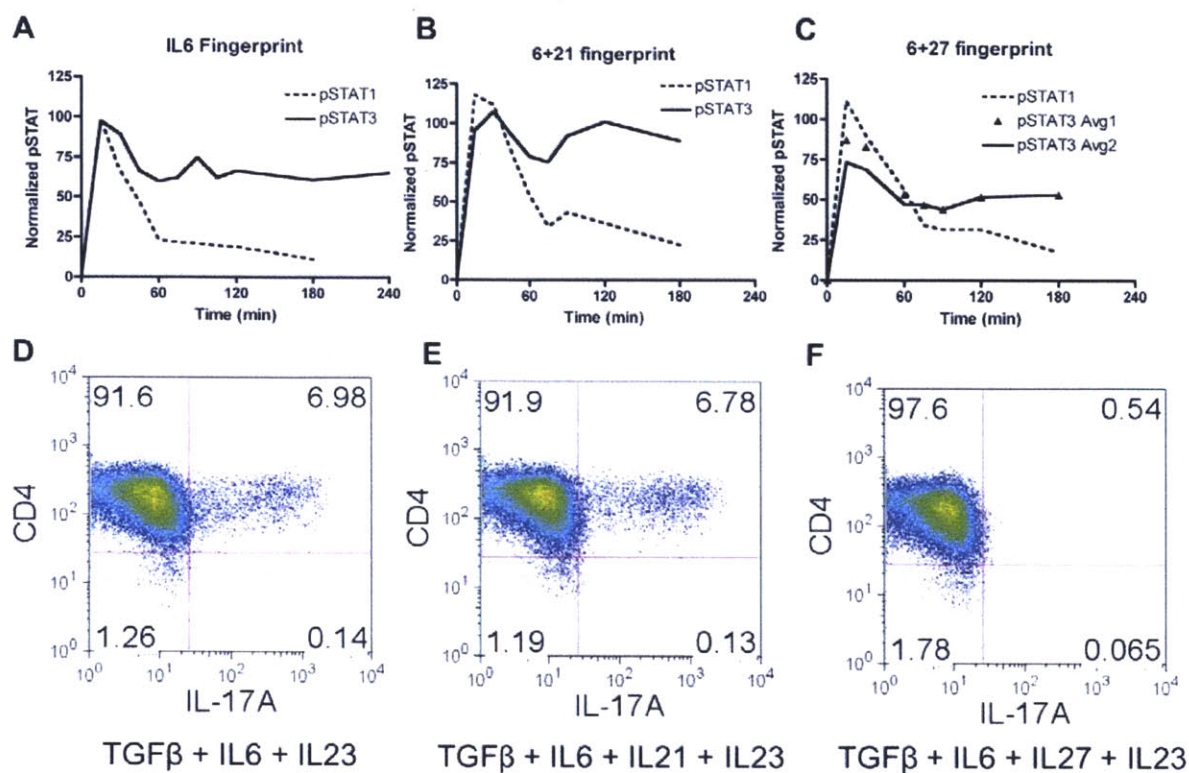 A
IL6 Fingerprint
Normalized pSTAT
125
100
75
50
25
0
0 60 120 180 240
Time (min)
pSTAT1
pSTAT3
B
6+21 fingerprint
Normalized pSTAT
125
100
75
50
25
0
0 60 120 180 240
Time (min)
pSTAT1
pSTAT3
C
6+27 fingerprint
Normalized pSTAT
125
100
75
50
25
0
0 60 120 180 240
Time (min)
pSTAT1
pSTAT3 Avg1
pSTAT3 Avg2
D
CD4
10⁴
10³
10²
10¹
10⁰
91.6 6.98
1.26 0.14
10⁰ 10¹ 10² 10³ 10⁴
IL-17A
TGFβ + IL6 + IL23
E
CD4
10⁴
10³
10²
10¹
10⁰
91.9 6.78
1.19 0.13
10⁰ 10¹ 10² 10³ 10⁴
IL-17A
TGFβ + IL6 + IL21 + IL23
F
CD4
10⁴
10³
10²
10¹
10⁰
97.6 0.54
1.78 0.065
10⁰ 10¹ 10² 10³ 10⁴
IL-17A
TGFβ + IL6 + IL27 + IL23